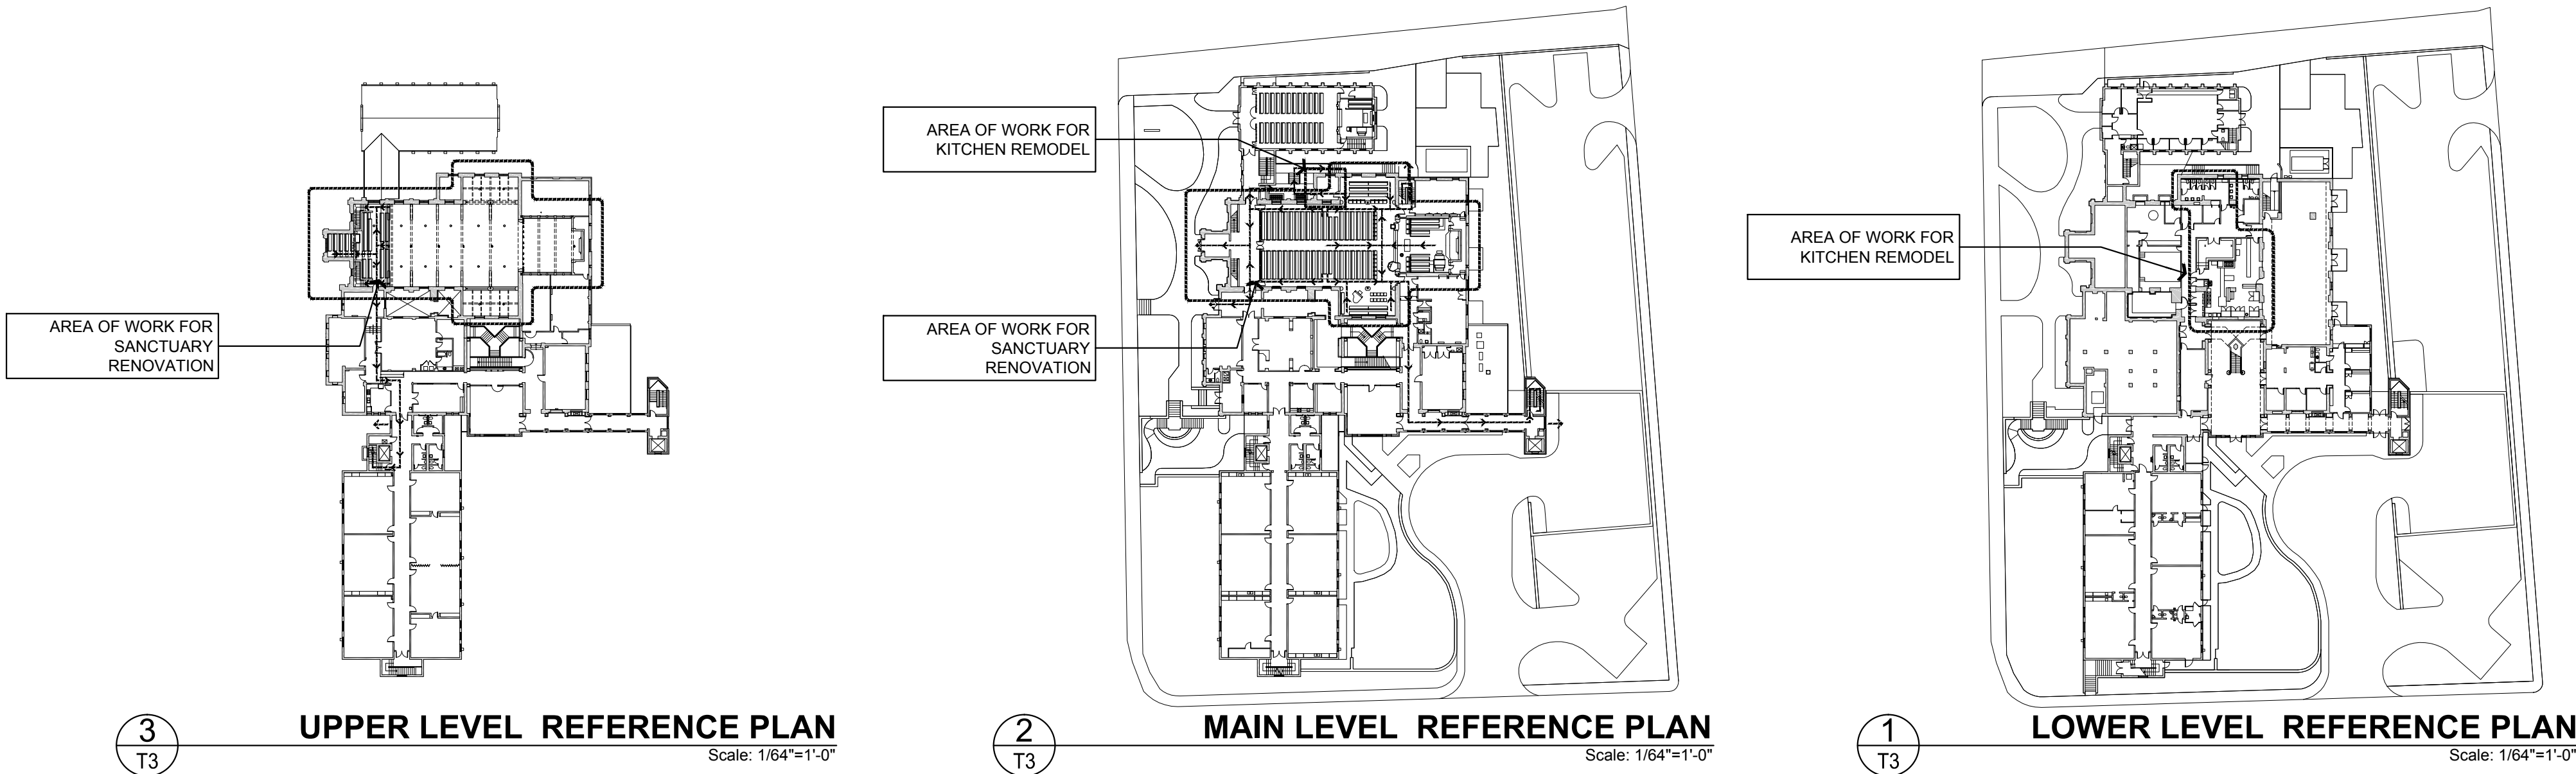 AREA OF WORK FOR
SANCTUARY
RENOVATION
3
T3
UPPER LEVEL REFERENCE PLAN
Scale: 1/64"=1'-0"
AREA OF WORK FOR
KITCHEN REMODEL
AREA OF WORK FOR
SANCTUARY
RENOVATION
2
T3
MAIN LEVEL REFERENCE PLAN
Scale: 1/64"=1'-0"
AREA OF WORK FOR
KITCHEN REMODEL
1
T3
LOWER LEVEL REFERENCE PLAN
Scale: 1/64"=1'-0"